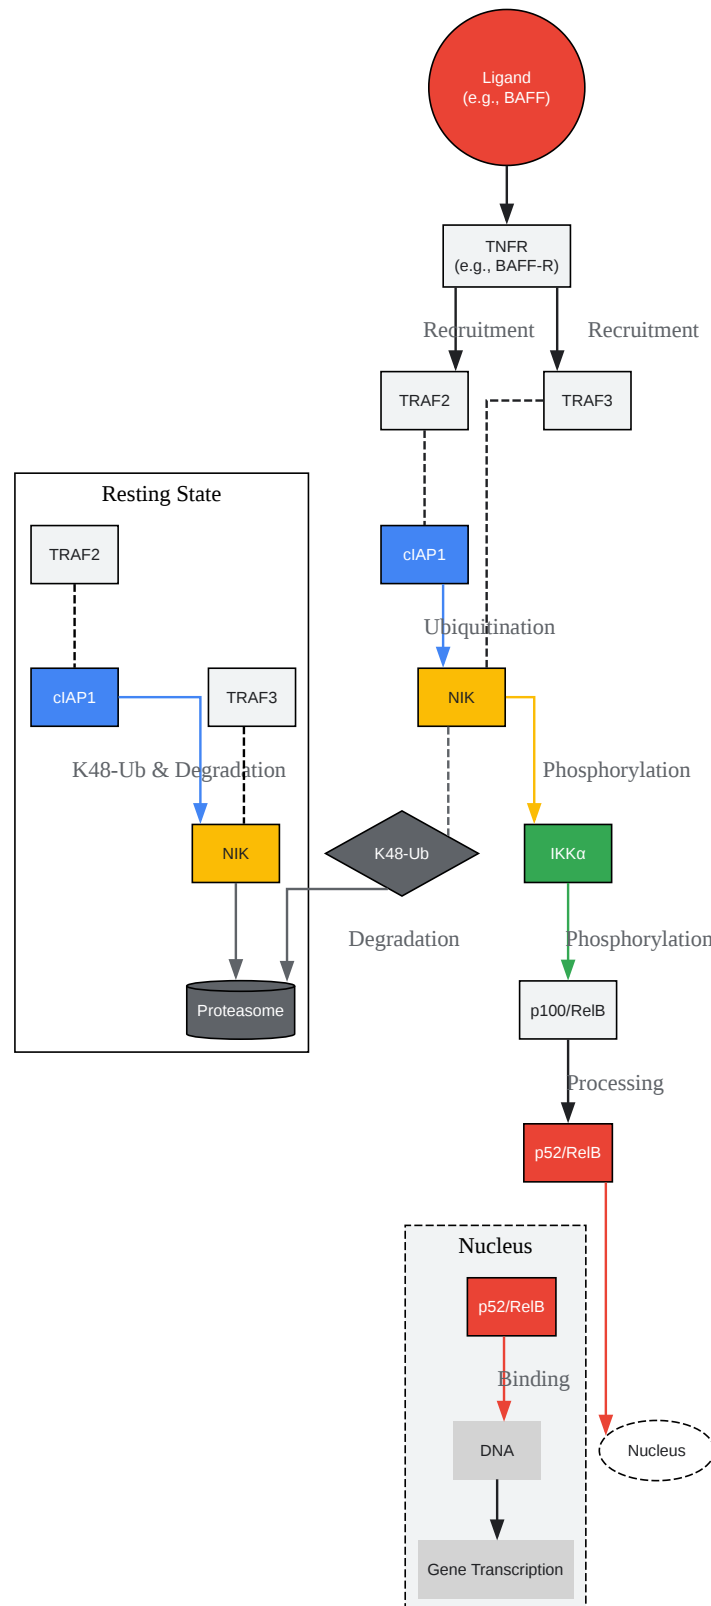 Ligand
(e.g., BAFF)
TNFR
(e.g., BAFF-R)
Recruitment
Recruitment
TRAF2
TRAF3
Resting State
TRAF2
cIAP1
cIAP1
TRAF3
Ubiquitination
NIK
K48-Ub & Degradation
Phosphorylation
NIK
K48-Ub
IKKα
Degradation
Phosphorylation
Proteasome
p100/RelB
Processing
p52/RelB
Nucleus
p52/RelB
Binding
DNA
Nucleus
Gene Transcription